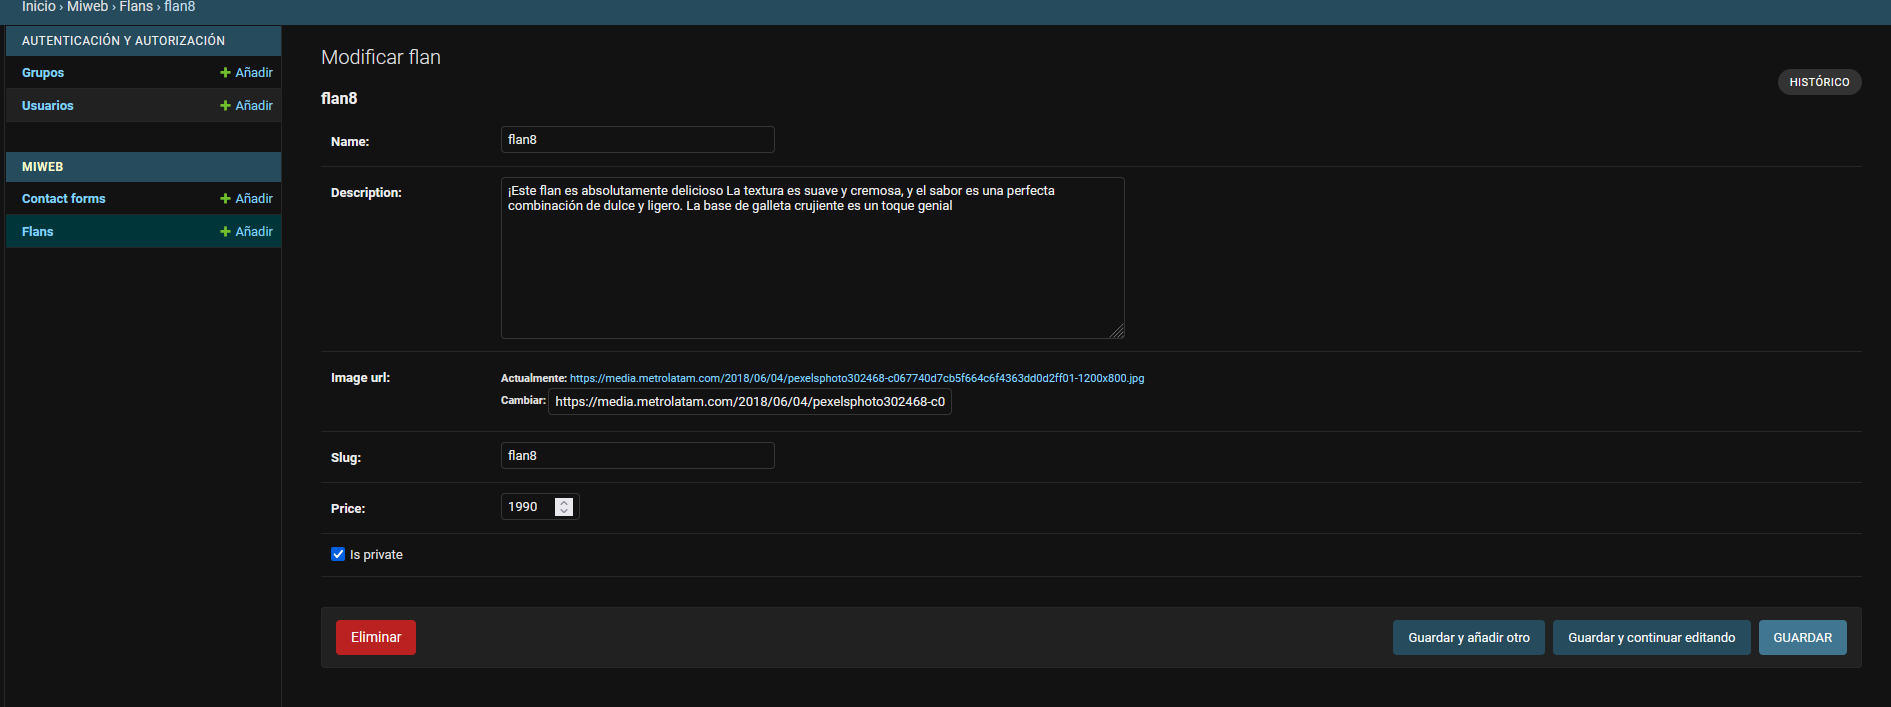 Inicio › Miweb › Flans › flan8
AUTENTICACIÓN Y AUTORIZACIÓN
Grupos
Añadir
Usuarios
Añadir
MIWEB
Contact forms
Añadir
Flans
Añadir
Modificar flan
HISTÓRICO
flan8
Name:
flan8
Description:
¡Este flan es absolutamente delicioso La textura es suave y cremosa, y el sabor es una perfecta
combinación de dulce y ligero. La base de galleta crujiente es un toque genial
Image url:
Actualmente: https://media.metrolatam.com/2018/06/04/pexelsphoto302468-c067740d7cb5f664c6f4363dd0d2ff01-1200x800.jpg
Cambiar: https://media.metrolatam.com/2018/06/04/pexelsphoto302468-c0
Slug:
flan8
Price:
1990
Is private
Eliminar
Guardar y añadir otro
Guardar y continuar editando
GUARDAR